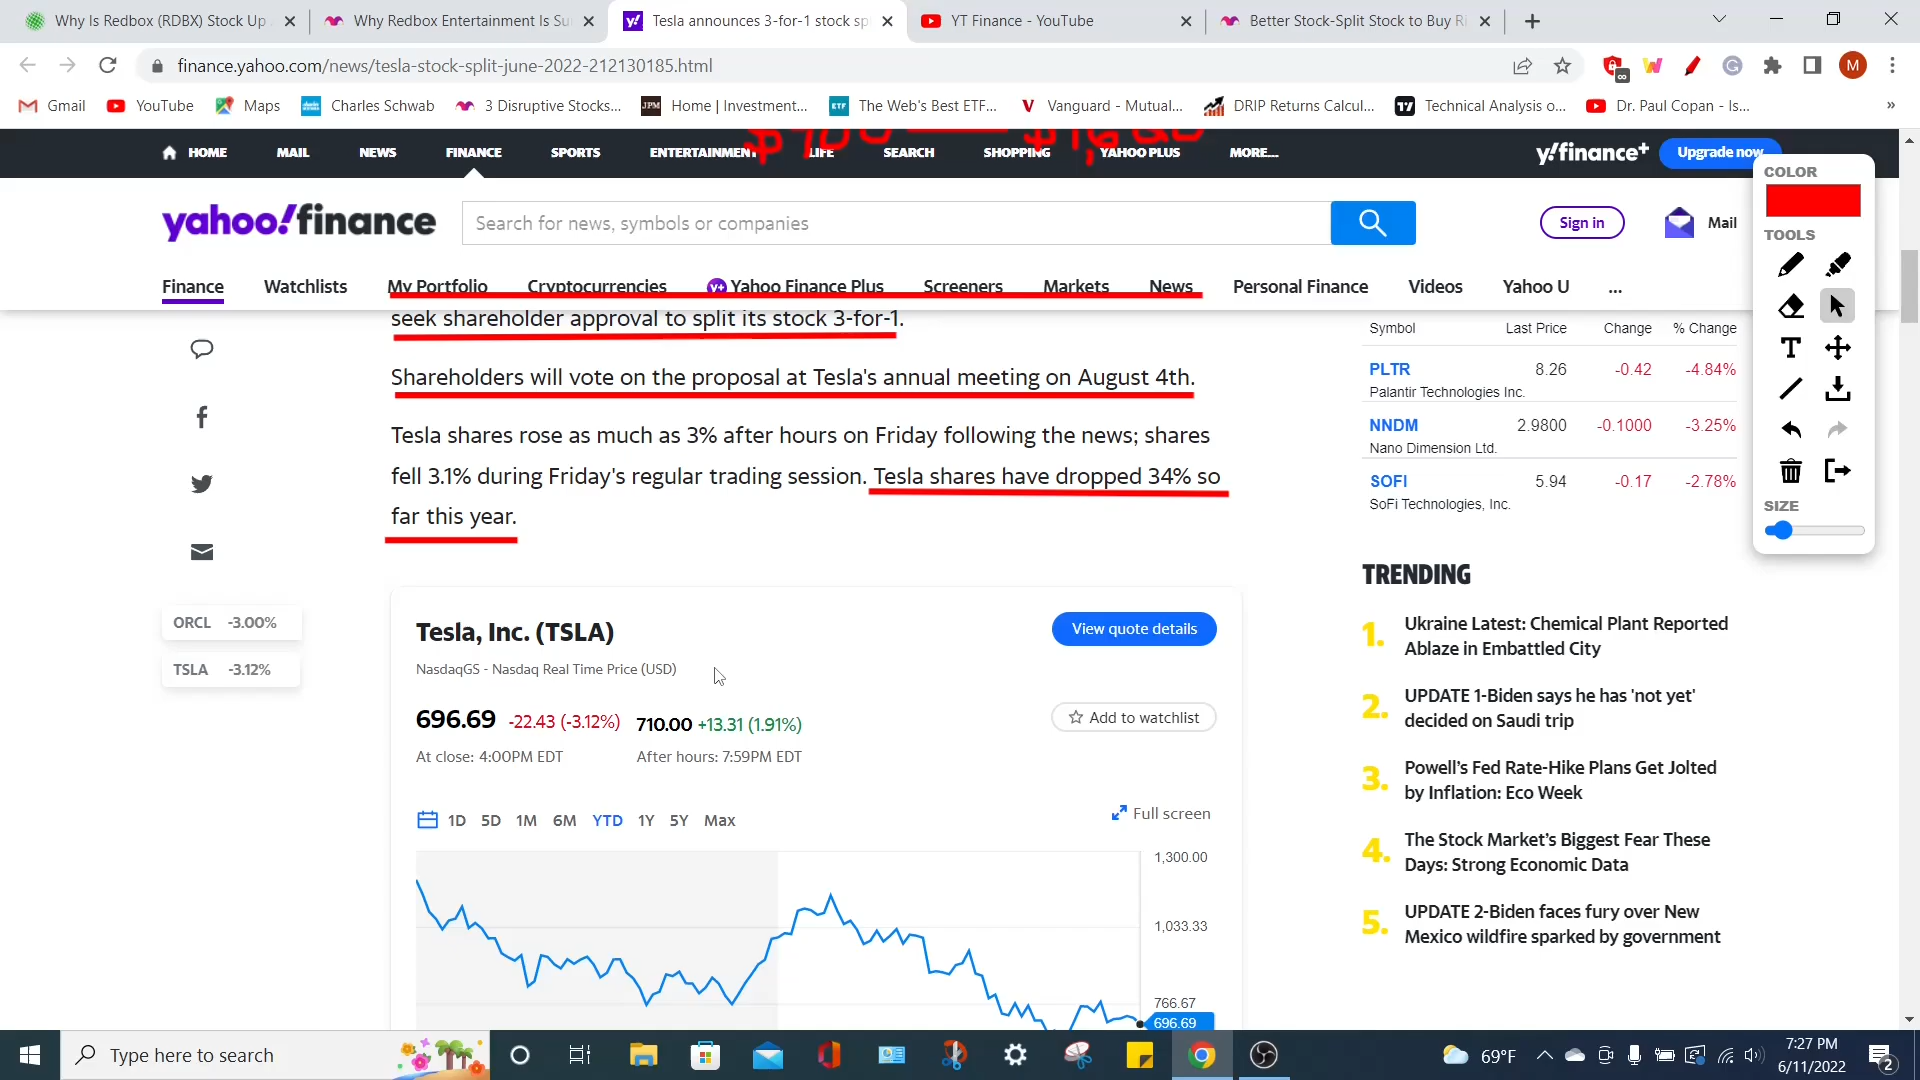 Why Is Redbox (RDBX) Stock Up
Why Redbox Entertainment Is Su
Tesla announces 3-for-1 stock sp
YT Finance - YouTube
Better Stock-Split Stock to Buy Ri
finance.yahoo.com/news/tesla-stock-split-june-2022-212130185.html
M
Gmail
YouTube
Maps
Charles Schwab
3 Disruptive Stocks...
JPM
Home | Investment...
ETF
The Web's Best ETF...
Vanguard - Mutual...
DRIP Returns Calcul...
Technical Analysis o...
Dr. Paul Copan - Is...
»
HOME MAIL NEWS FINANCE SPORTS ENTERTAINMENT LIFE SEARCH SHOPPING YAHOO PLUS MORE...
y!finance+
Upgrade now
yahoo!finance
Search for news, symbols or companies
Sign in
Mail
Finance Watchlists My Portfolio Cryptocurrencies Yahoo Finance Plus Screeners Markets News Personal Finance Videos Yahoo U ...
seek shareholder approval to split its stock 3-for-1.
Shareholders will vote on the proposal at Tesla's annual meeting on August 4th.
Tesla shares rose as much as 3% after hours on Friday following the news; shares
fell 3.1% during Friday's regular trading session. Tesla shares have dropped 34% so
far this year.
ORCL -3.00%
TSLA -3.12%
Tesla, Inc. (TSLA)
View quote details
NasdaqGS - Nasdaq Real Time Price (USD)
696.69 -22.43 (-3.12%) 710.00 +13.31 (1.91%)
Add to watchlist
At close: 4:00PM EDT After hours: 7:59PM EDT
1D 5D 1M 6M YTD 1Y 5Y Max
Full screen
1,300.00
1,033.33
766.67
696.69
Symbol Last Price Change % Change
PLTR 8.26 -0.42 -4.84%
Palantir Technologies Inc.
NNDM 2.9800 -0.1000 -3.25%
Nano Dimension Ltd.
SOFI 5.94 -0.17 -2.78%
SoFi Technologies, Inc.
TRENDING
1. Ukraine Latest: Chemical Plant Reported
Ablaze in Embattled City
2. UPDATE 1-Biden says he has 'not yet'
decided on Saudi trip
3. Powell's Fed Rate-Hike Plans Get Jolted
by Inflation: Eco Week
4. The Stock Market's Biggest Fear These
Days: Strong Economic Data
5. UPDATE 2-Biden faces fury over New
Mexico wildfire sparked by government
COLOR
TOOLS
T
SIZE
Type here to search
69°F
7:27 PM
6/11/2022
2